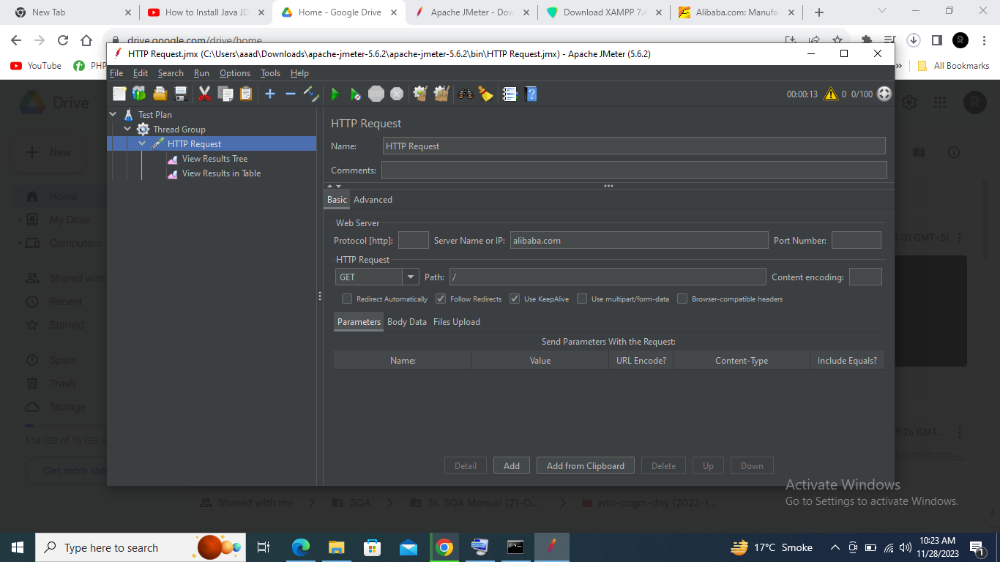 New Tab
How to Install Java JD
Home - Google Drive
Apache JMeter - Dow
Download XAMPP 7.4
Alibaba.com: Manufa
drive.google.com/drive/home
YouTube
PHP
All Bookmarks
HTTP Request.jmx (C:\Users\aaad\Downloads\apache-jmeter-5.6.2\apache-jmeter-5.6.2\bin\HTTP Request.jmx) - Apache JMeter (5.6.2)
File Edit Search Run Options Tools Help
STOP
00:00:13 0 0/100
Drive
New
Home
My Drive
Computers
Shared with
Recent
Starred
Spam
Trash
Storage
1.14 GB of 15 GB u
Get more sto
Test Plan
Thread Group
HTTP Request
View Results Tree
View Results in Table
HTTP Request
Name: HTTP Request
Comments:
Basic Advanced
Web Server
Protocol [http]: Server Name or IP: alibaba.com Port Number:
HTTP Request
GET Path: / Content encoding:
Redirect Automatically Follow Redirects Use KeepAlive Use multipart/form-data Browser-compatible headers
Parameters Body Data Files Upload
Send Parameters With the Request:
Name: Value URL Encode? Content-Type Include Equals?
Detail Add Add from Clipboard Delete Up Down
:01 GMT+5)
9:26 GMT...
Activate Windows
Go to Settings to activate Windows.
Shared with me SQA 16. SQA Manual (21-O... wto-ccgm-dny (2023-1...
Type here to search
17°C Smoke
10:23 AM
11/28/2023
1